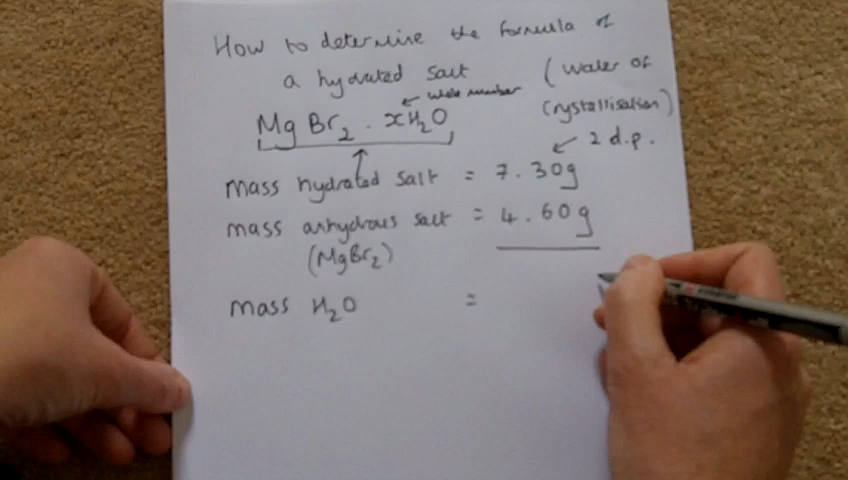 How to determine the formula of
a hydrated salt (water of
crystallisation)
← whole number
MgBr₂ . xH₂O
← 2 d.p.
mass hydrated salt = 7.30g
mass anhydrous salt = 4.60g
(MgBr₂)
mass H₂O =